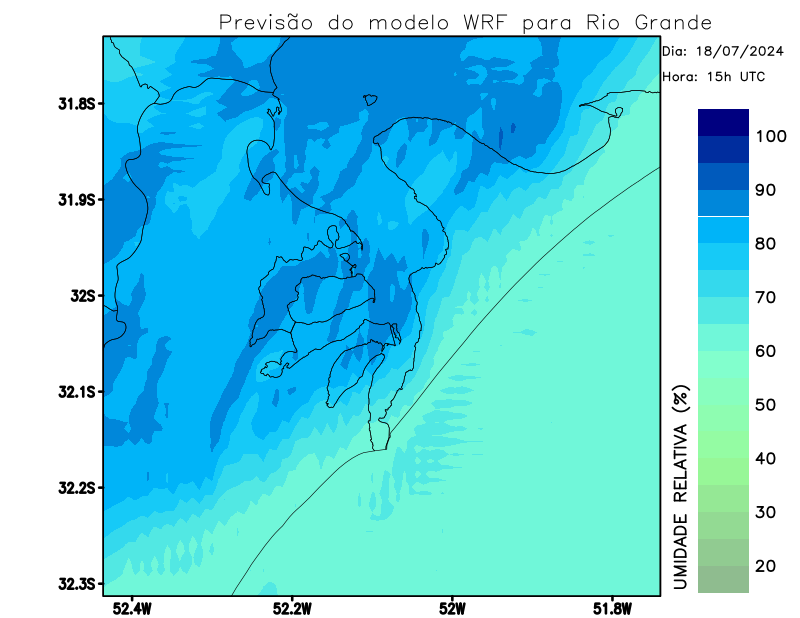 Previsão do modelo WRF para Rio Grande
Dia: 18/07/2024
Hora: 15h UTC
31.8S
31.9S
32S
32.1S
32.2S
32.3S
52.4W
52.2W
52W
51.8W
100
90
80
70
60
50
40
30
20
UMIDADE RELATIVA (%)